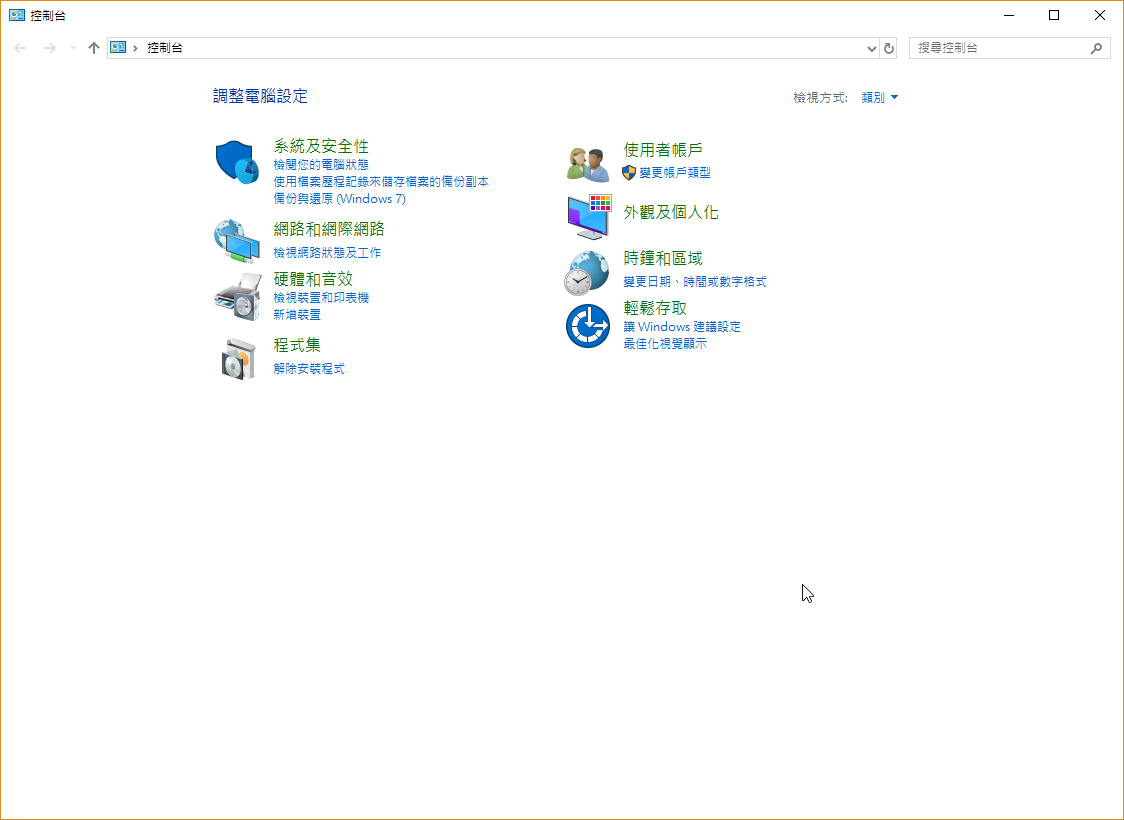 控制台
控制台
搜尋控制台
調整電腦設定
檢視方式: 類別
系統及安全性
檢閱您的電腦狀態
使用檔案歷程記錄來儲存檔案的備份副本
備份與還原 (Windows 7)
網路和網際網路
檢視網路狀態及工作
硬體和音效
檢視裝置和印表機
新增裝置
程式集
解除安裝程式
使用者帳戶
變更帳戶類型
外觀及個人化
時鐘和區域
變更日期、時間或數字格式
輕鬆存取
讓 Windows 建議設定
最佳化視覺顯示